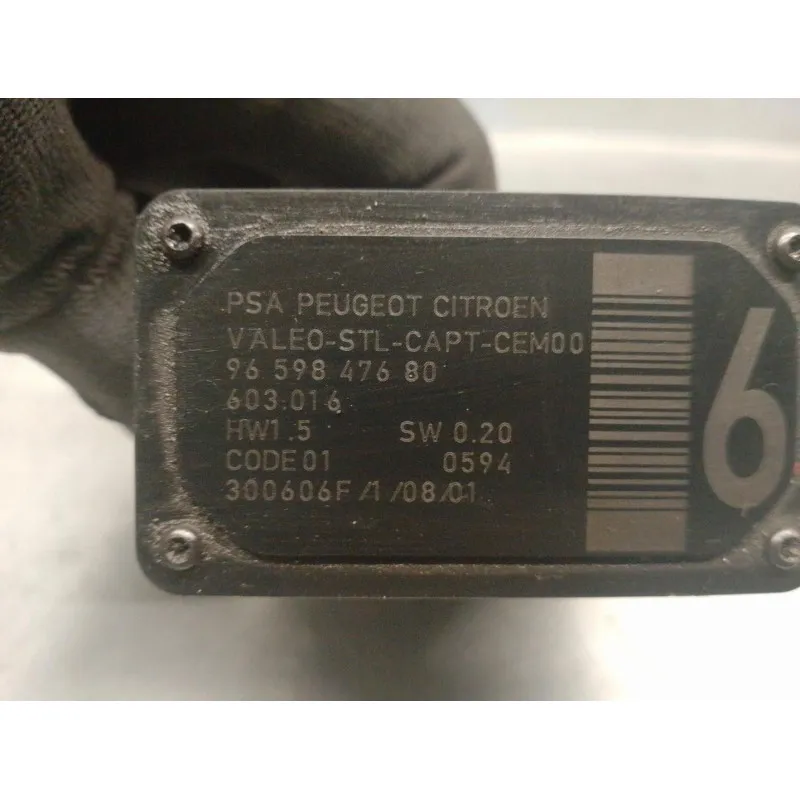 PSA PEUGEOT CITROEN
VALEO-STL-CAPT-CEM00
96 598 476 80
603.016
HW1.5 SW 0.20
CODE01 0594
300606F/1/08/01
6